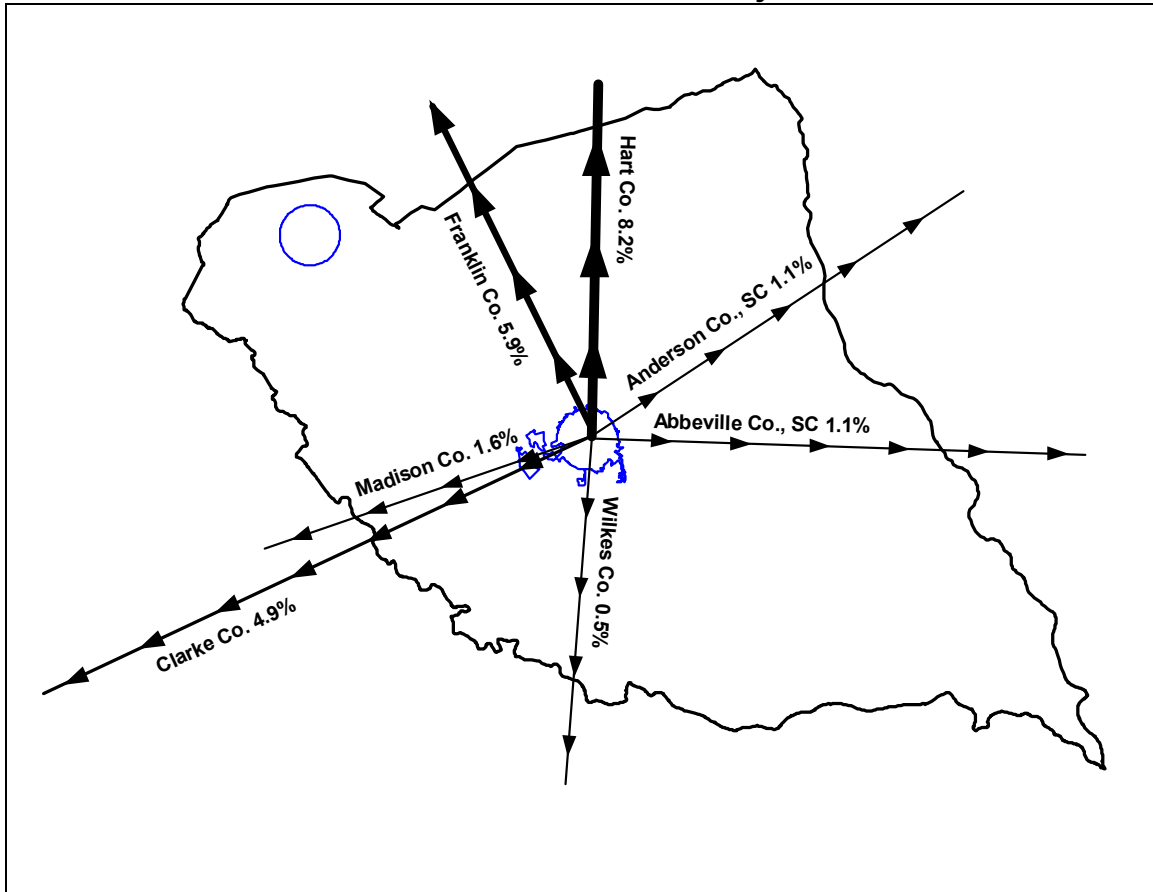 Hart Co. 8.2%
Franklin Co. 5.9%
Anderson Co., SC 1.1%
Abbeville Co., SC 1.1%
Madison Co. 1.6%
Wilkes Co. 0.5%
Clarke Co. 4.9%